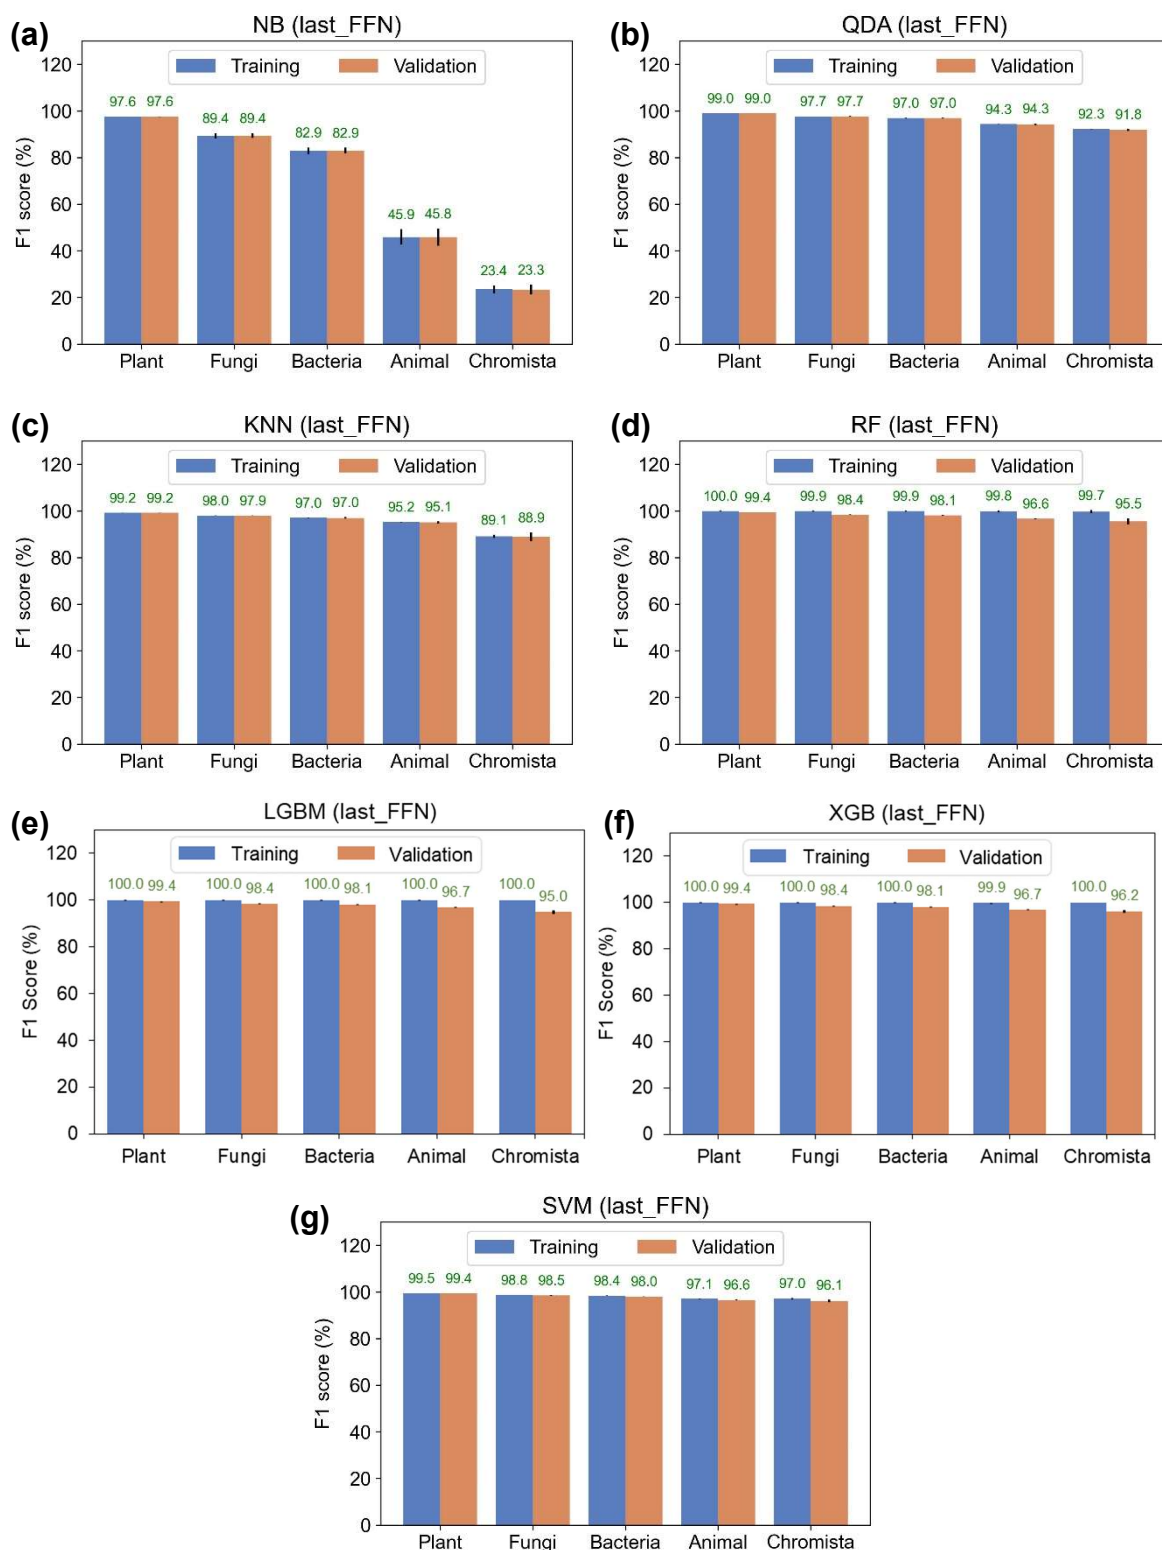 (a)
NB (last_FFN)
Training Validation
F1 score (%)
120
100
80
60
40
20
0
97.6 97.6
89.4 89.4
82.9 82.9
45.9 45.8
23.4 23.3
Plant Fungi Bacteria Animal Chromista
(b)
QDA (last_FFN)
Training Validation
F1 score (%)
120
100
80
60
40
20
0
99.0 99.0
97.7 97.7
97.0 97.0
94.3 94.3
92.3 91.8
Plant Fungi Bacteria Animal Chromista
(c)
KNN (last_FFN)
Training Validation
F1 score (%)
120
100
80
60
40
20
0
99.2 99.2
98.0 97.9
97.0 97.0
95.2 95.1
89.1 88.9
Plant Fungi Bacteria Animal Chromista
(d)
RF (last_FFN)
Training Validation
F1 score (%)
120
100
80
60
40
20
0
100.0 99.4
99.9 98.4
99.9 98.1
99.8 96.6
99.7 95.5
Plant Fungi Bacteria Animal Chromista
(e)
LGBM (last_FFN)
Training Validation
F1 Score (%)
120
100
80
60
40
20
0
100.0 99.4
100.0 98.4
100.0 98.1
100.0 96.7
100.0 95.0
Plant Fungi Bacteria Animal Chromista
(f)
XGB (last_FFN)
Training Validation
F1 Score (%)
120
100
80
60
40
20
0
100.0 99.4
100.0 98.4
100.0 98.1
99.9 96.7
100.0 96.2
Plant Fungi Bacteria Animal Chromista
(g)
SVM (last_FFN)
Training Validation
F1 score (%)
120
100
80
60
40
20
0
99.5 99.4
98.8 98.5
98.4 98.0
97.1 96.6
97.0 96.1
Plant Fungi Bacteria Animal Chromista